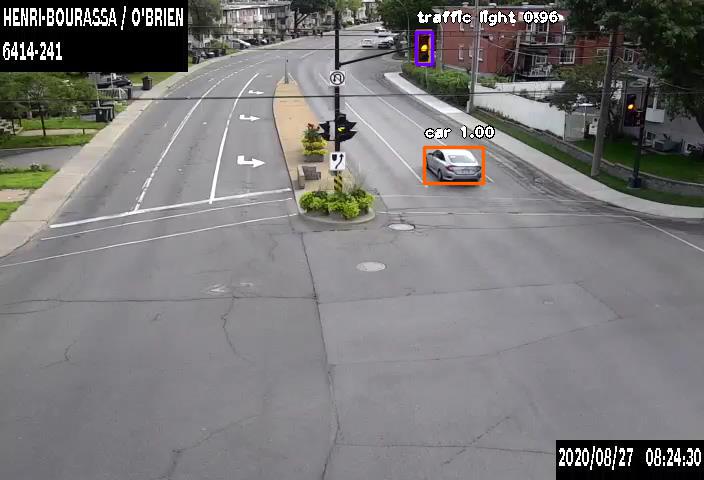 HENRI-BOURASSA / O'BRIEN
6414-241
traffic light 0.96
car 1.00
2020/08/27 08:24:30